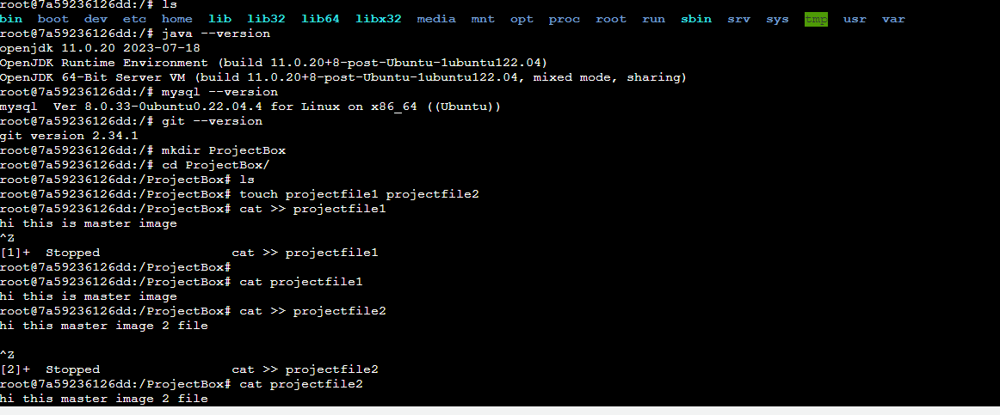 root@7a59236126dd:/# ls
bin boot dev etc home lib lib32 lib64 libx32 media mnt opt proc root run sbin srv sys tmp usr var
root@7a59236126dd:/# java --version
openjdk 11.0.20 2023-07-18
OpenJDK Runtime Environment (build 11.0.20+8-post-Ubuntu-1ubuntu122.04)
OpenJDK 64-Bit Server VM (build 11.0.20+8-post-Ubuntu-1ubuntu122.04, mixed mode, sharing)
root@7a59236126dd:/# mysql --version
mysql  Ver 8.0.33-0ubuntu0.22.04.4 for Linux on x86_64 ((Ubuntu))
root@7a59236126dd:/# git --version
git version 2.34.1
root@7a59236126dd:/# mkdir ProjectBox
root@7a59236126dd:/# cd ProjectBox/
root@7a59236126dd:/ProjectBox# ls
root@7a59236126dd:/ProjectBox# touch projectfile1 projectfile2
root@7a59236126dd:/ProjectBox# cat >> projectfile1
hi this is master image
^Z
[1]+  Stopped                 cat >> projectfile1
root@7a59236126dd:/ProjectBox#
root@7a59236126dd:/ProjectBox# cat projectfile1
hi this is master image
root@7a59236126dd:/ProjectBox# cat >> projectfile2
hi this master image 2 file
^Z
[2]+  Stopped                 cat >> projectfile2
root@7a59236126dd:/ProjectBox# cat projectfile2
hi this master image 2 file